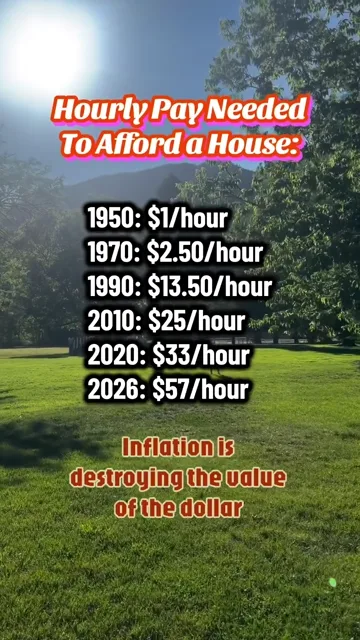 Hourly Pay Needed
To Afford a House:
1950: $1/hour
1970: $2.50/hour
1990: $13.50/hour
2010: $25/hour
2020: $33/hour
2026: $57/hour
Inflation is
destroying the value
of the dollar